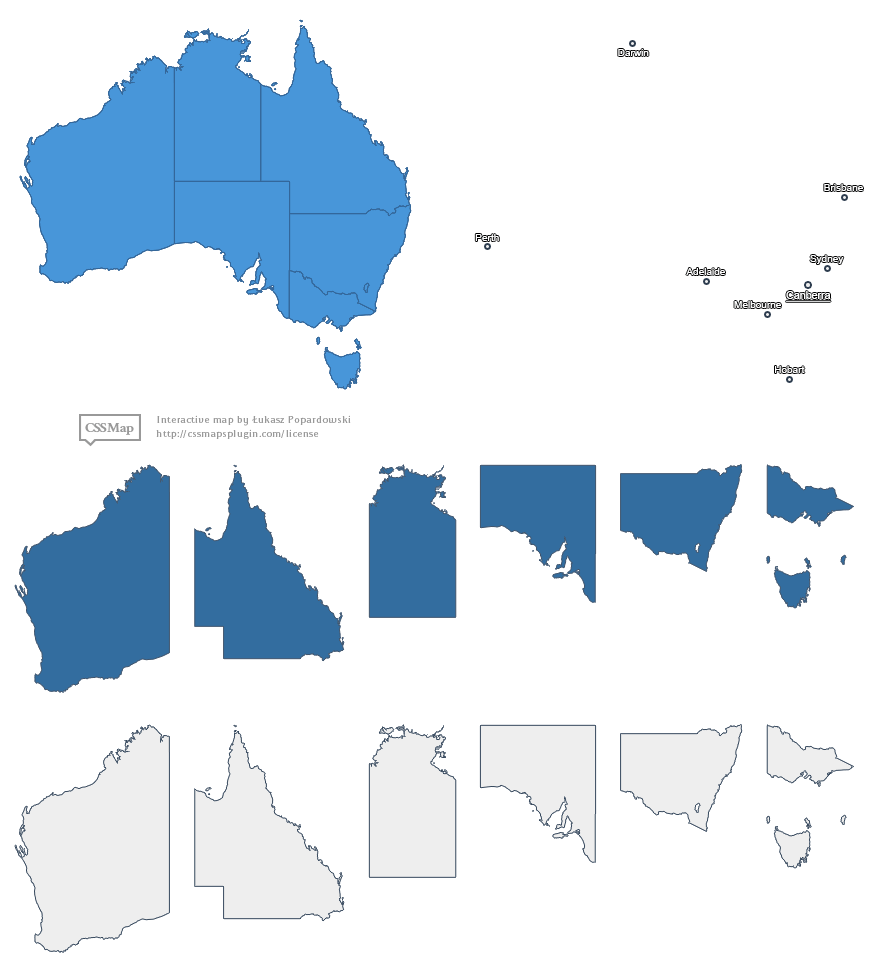 Darwin
Brisbane
Perth
Sydney
Adelaide
Canberra
Melbourne
Hobart
CSSMap
Interactive map by Łukasz Popardowski
http://cssmapsplugin.com/license